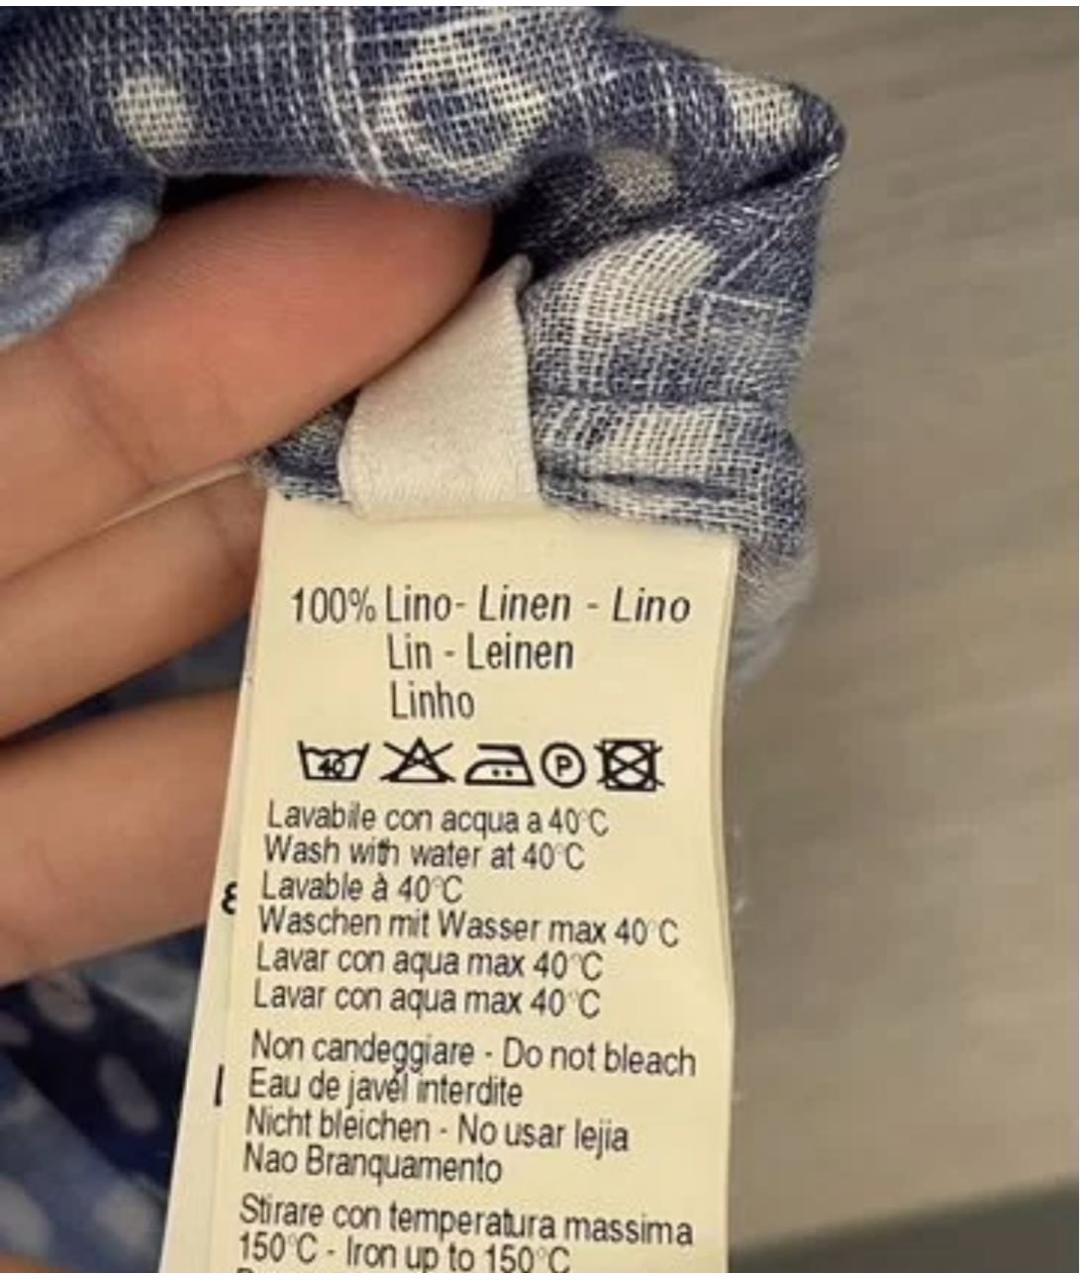 100% Lino- Linen - Lino
Lin - Leinen
Linho
40 P
Lavabile con acqua a 40°C
Wash with water at 40°C
Lavable à 40°C
Waschen mit Wasser max 40°C
Lavar con aqua max 40°C
Lavar con aqua max 40°C
Non candeggiare - Do not bleach
Eau de javél interdite
Nicht bleichen - No usar lejia
Nao Branquamento
Stirare con temperatura massima
150°C - Iron up to 150°C